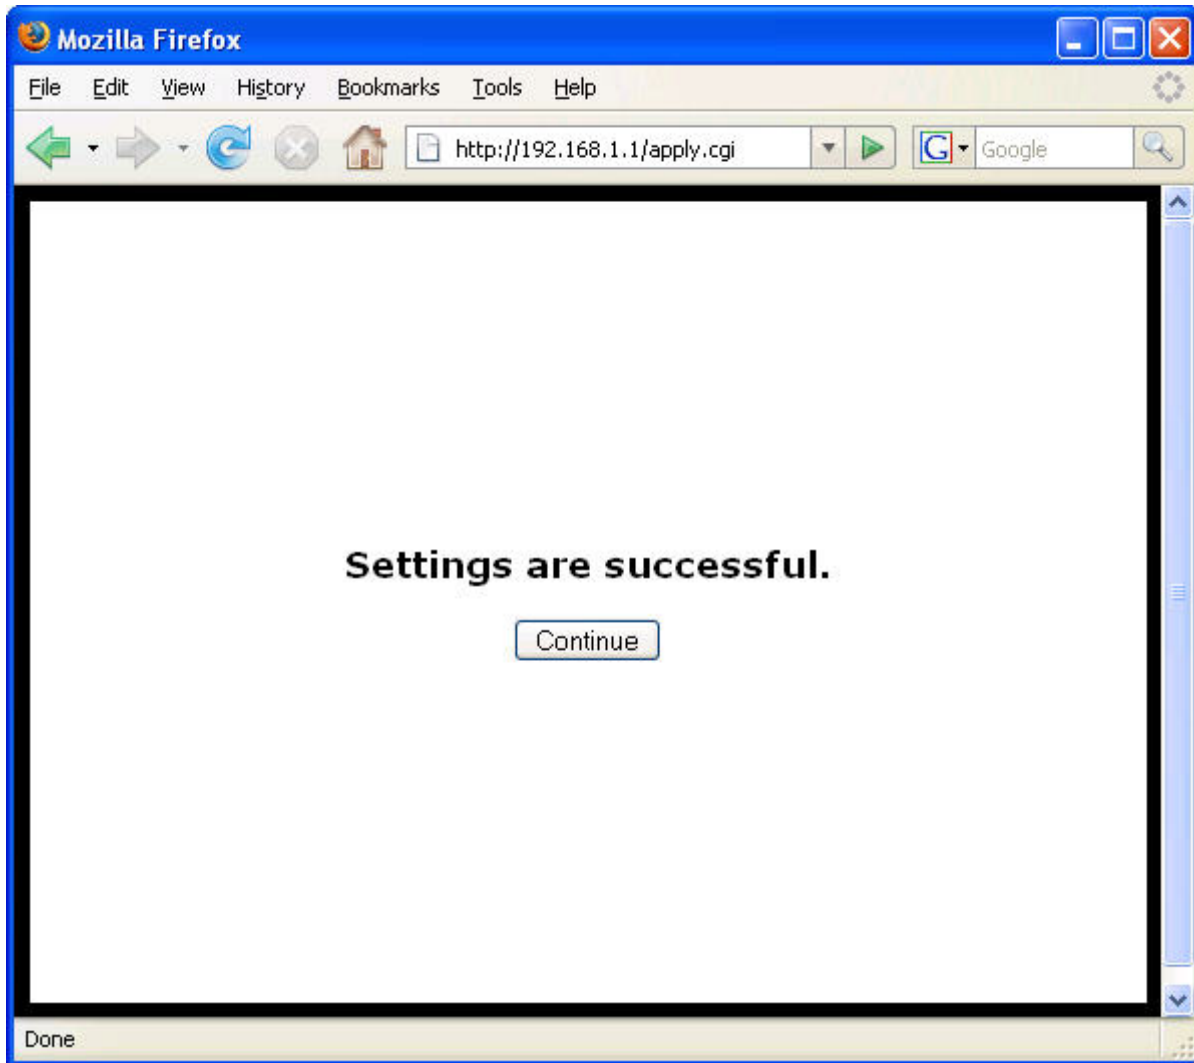 Mozilla Firefox
File Edit View History Bookmarks Tools Help
http://192.168.1.1/apply.cgi G Google
Settings are successful.
Continue
Done